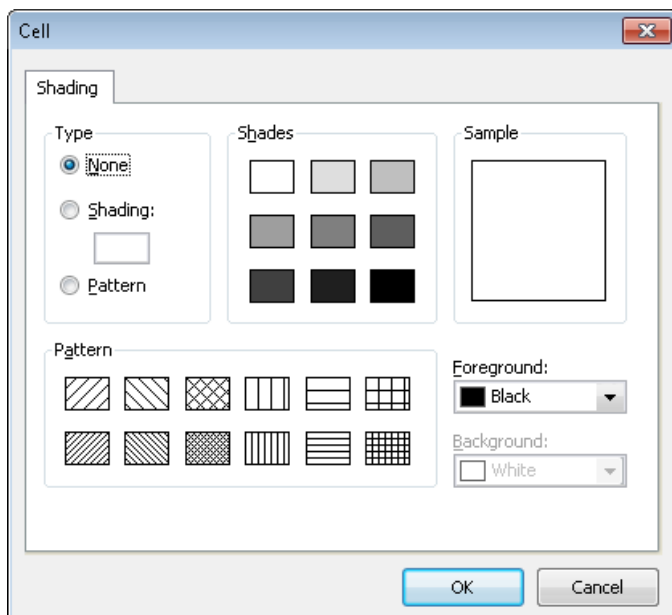 Cell
Shading
Type
None
Shading:
Pattern
Shades
Sample
Pattern
Foreground:
Black
Background:
White
OK
Cancel